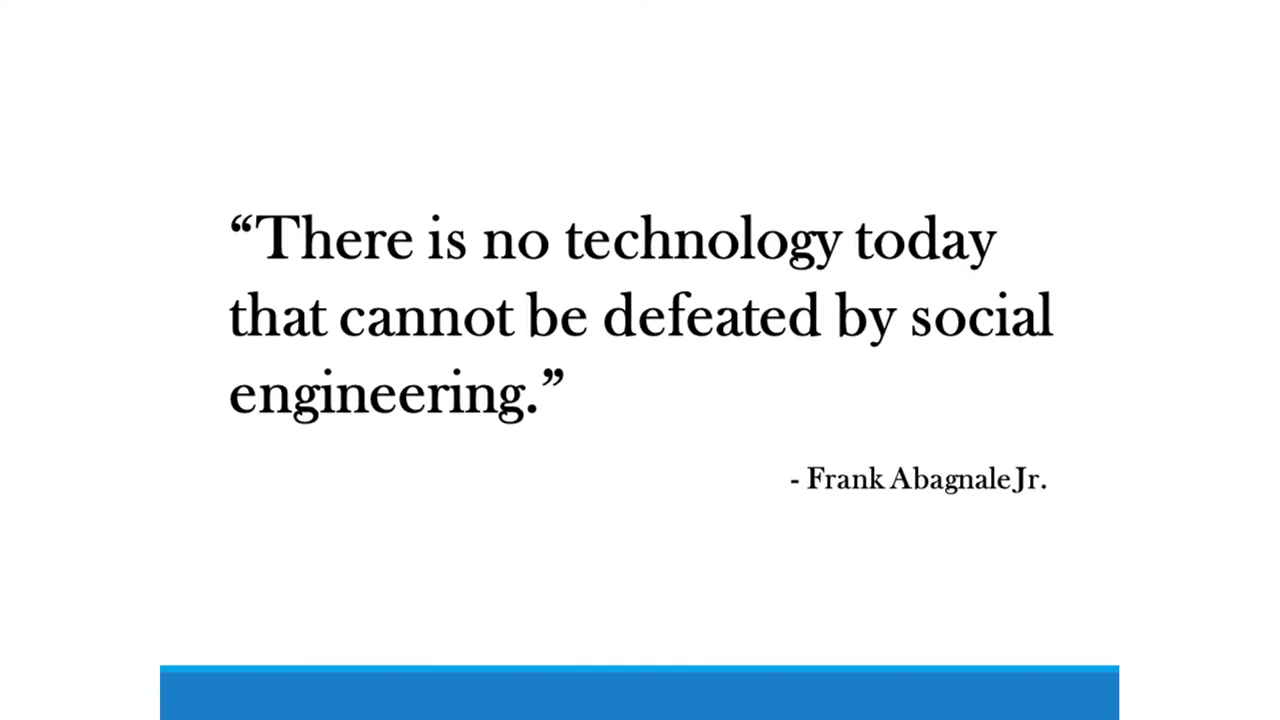 “There is no technology today
that cannot be defeated by social
engineering.”
- Frank Abagnale Jr.